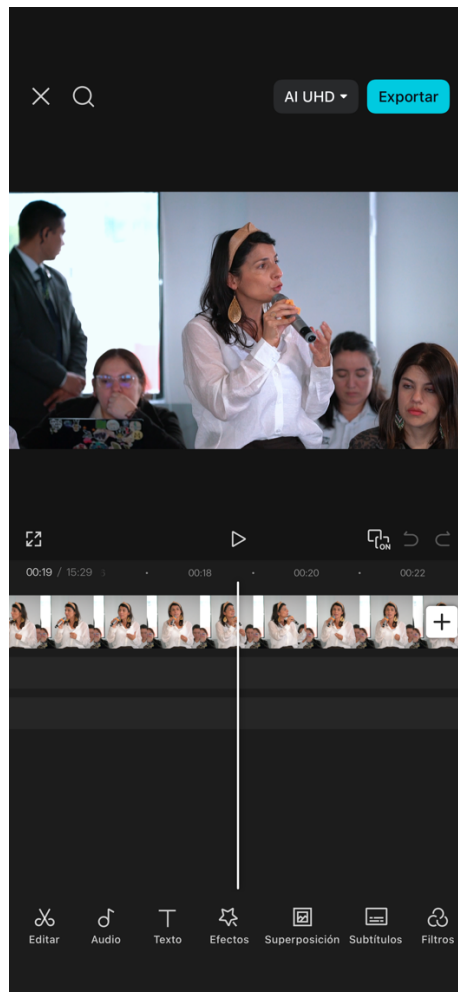 AI UHD
Exportar
ON
00:19 / 15:29
00:18
00:20
00:22
Editar
Audio
Texto
Efectos
Superposición
Subtítulos
Filtros